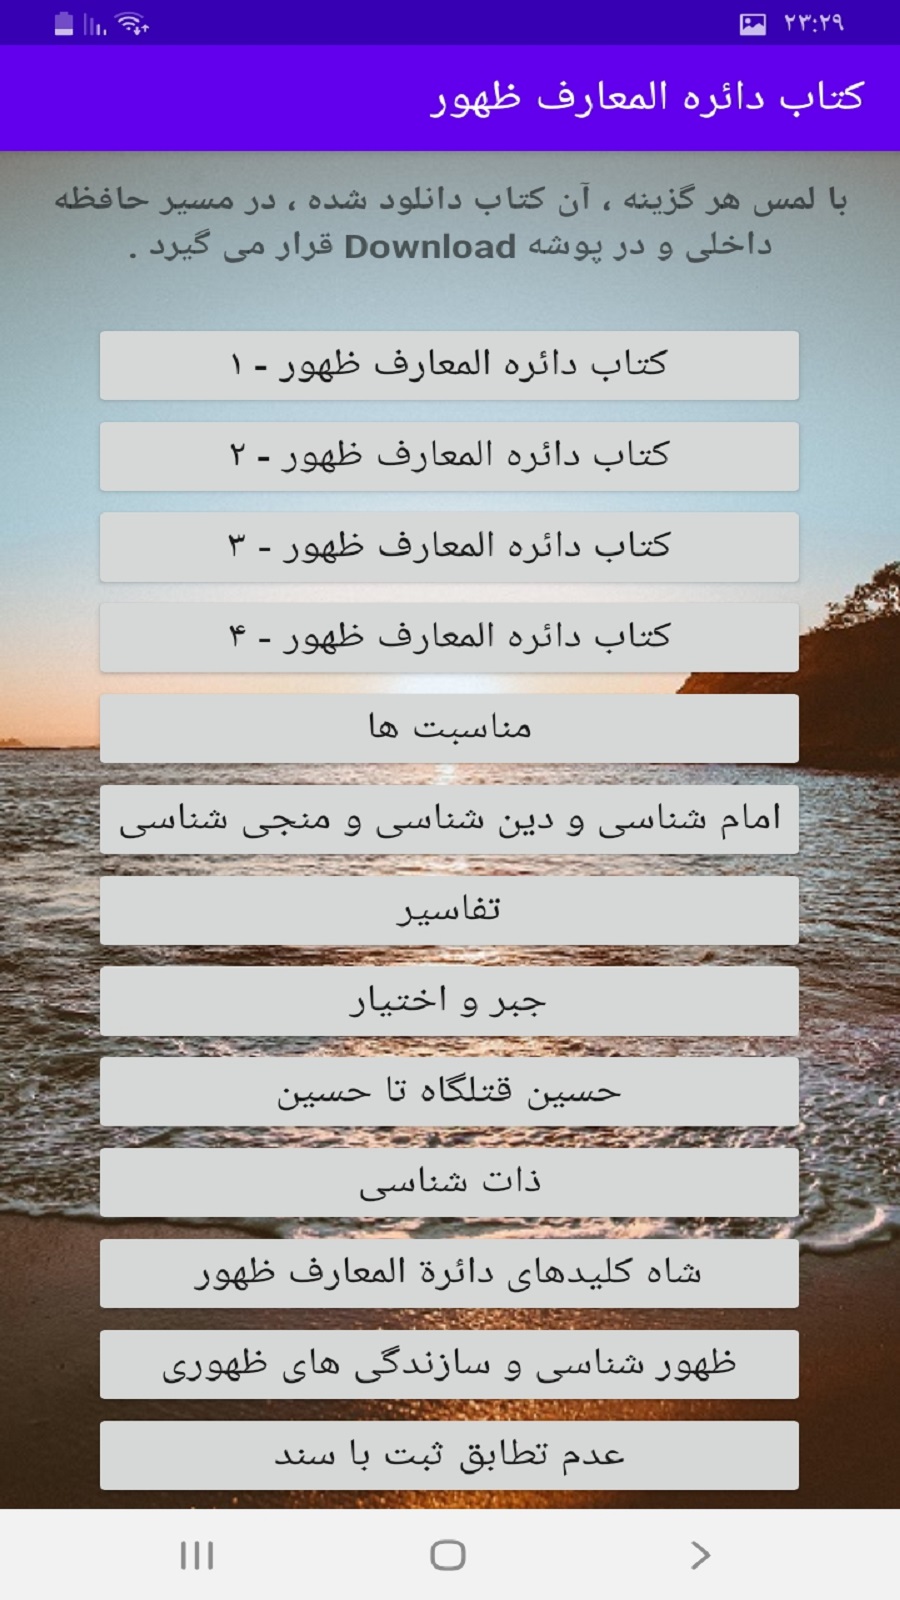 ۲۳:۲۹
کتاب دائره المعارف ظهور
با لمس هر گزینه ، آن کتاب دانلود شده ، در مسیر حافظه
داخلی و در پوشه Download قرار می گیرد .
کتاب دائره المعارف ظهور - ۱
کتاب دائره المعارف ظهور - ۲
کتاب دائره المعارف ظهور - ۳
کتاب دائره المعارف ظهور - ۴
مناسبت ها
امام شناسی و دین شناسی و منجی شناسی
تفاسیر
جبر و اختیار
حسین قتلگاه تا حسین
ذات شناسی
شاه کلیدهای دائرة المعارف ظهور
ظهور شناسی و سازندگی های ظهوری
عدم تطابق ثبت با سند